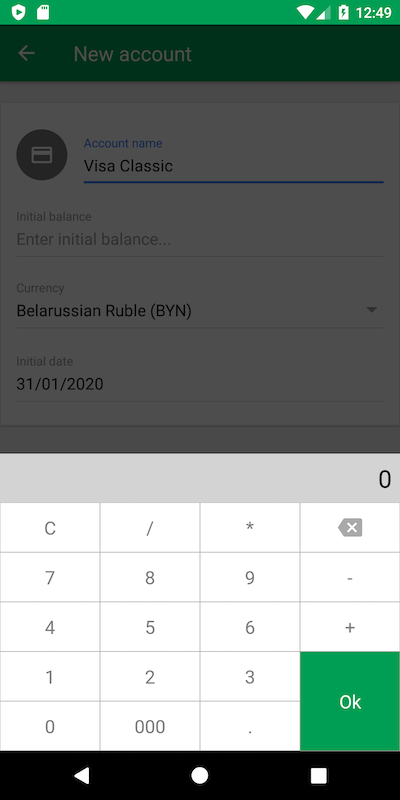 12:49
New account
Account name
Visa Classic
Initial balance
Enter initial balance...
Currency
Belarussian Ruble (BYN)
Initial date
31/01/2020
0
C / *
7 8 9 -
4 5 6 +
1 2 3
Ok
0 000 .